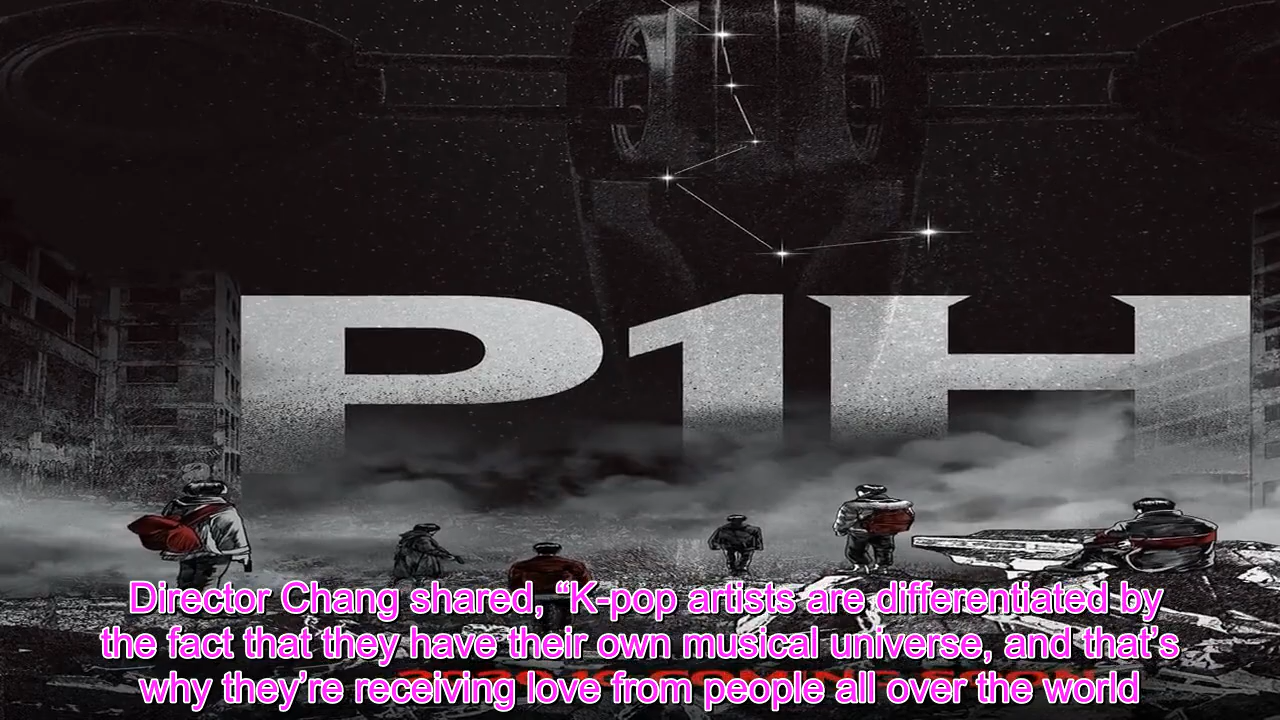 P1H
Director Chang shared, “K-pop artists are differentiated by
the fact that they have their own musical universe, and that’s
why they’re receiving love from people all over the world